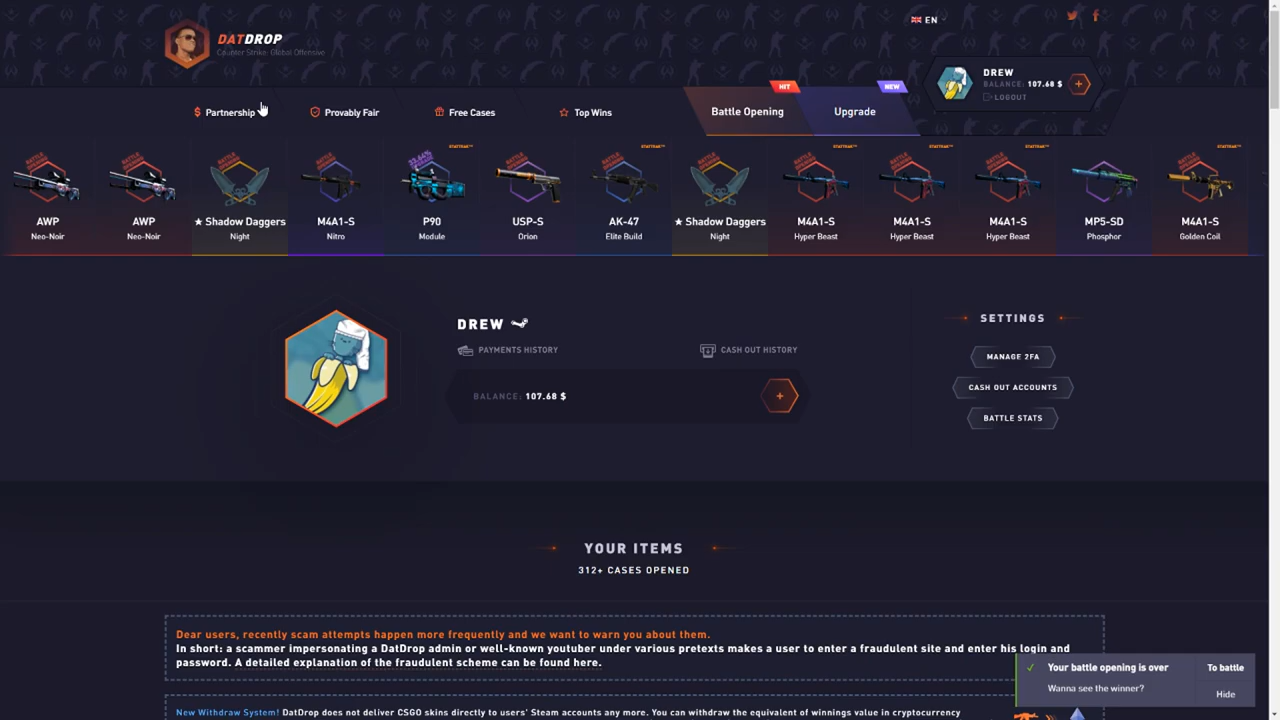 EN
DATDROP
Counter Strike: Global Offensive
DREW
BALANCE: 107.68 $
LOGOUT
HIT
NEW
Partnership
Provably Fair
Free Cases
Top Wins
Battle Opening
Upgrade
AWP
Neo-Noir
AWP
Neo-Noir
★ Shadow Daggers
Night
M4A1-S
Nitro
P90
Module
USP-S
Orion
AK-47
Elite Build
★ Shadow Daggers
Night
M4A1-S
Hyper Beast
M4A1-S
Hyper Beast
M4A1-S
Hyper Beast
MP5-SD
Phosphor
M4A1-S
Golden Coil
DREW
PAYMENTS HISTORY
CASH OUT HISTORY
BALANCE: 107.68 $
SETTINGS
MANAGE 2FA
CASH OUT ACCOUNTS
BATTLE STATS
YOUR ITEMS
312+ CASES OPENED
Dear users, recently scam attempts happen more frequently and we want to warn you about them.
In short: a scammer impersonating a DatDrop admin or well-known youtuber under various pretexts makes a user to enter a fraudulent site and enter his login and
password. A detailed explanation of the fraudulent scheme can be found here.
Your battle opening is over
To battle
Wanna see the winner?
Hide
New Withdraw System! DatDrop does not deliver CSGO skins directly to users' Steam accounts any more. You can withdraw the equivalent of winnings value in cryptocurrency